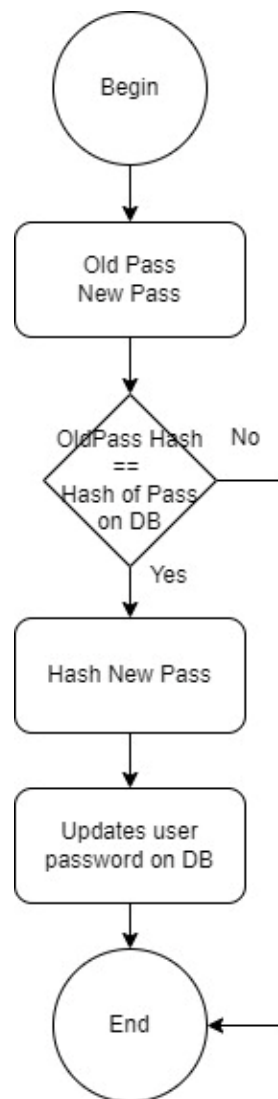 Begin
Old Pass
New Pass
OldPass Hash
==
Hash of Pass
on DB
No
Yes
Hash New Pass
Updates user
password on DB
End